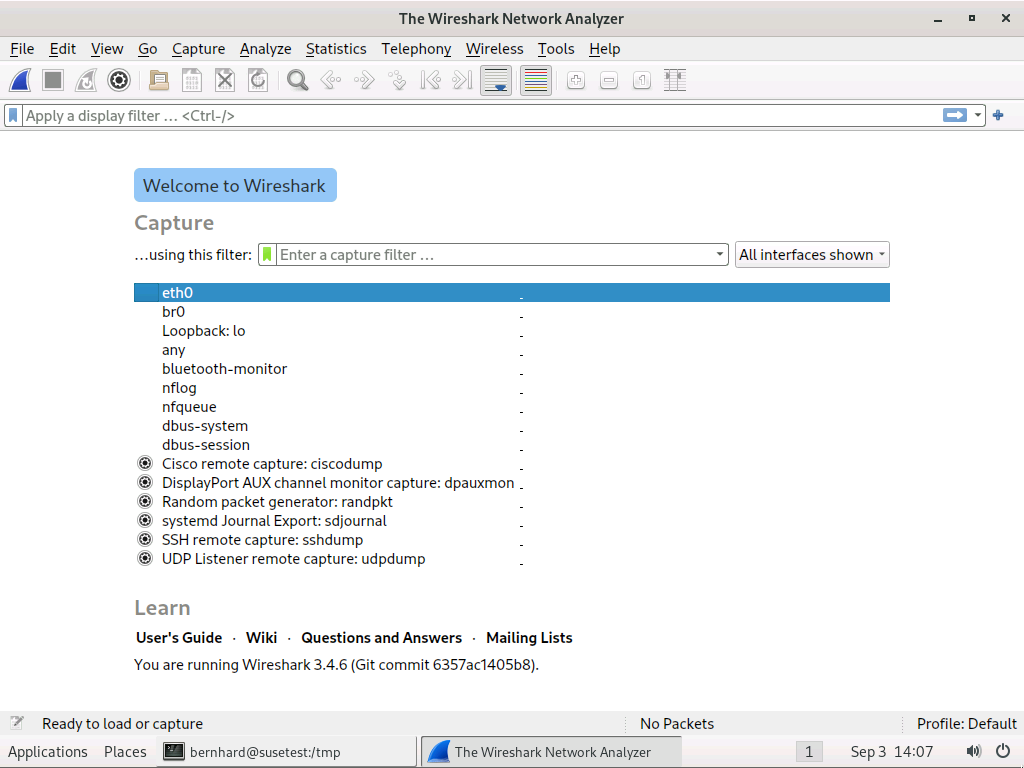 The Wireshark Network Analyzer
File Edit View Go Capture Analyze Statistics Telephony Wireless Tools Help
Apply a display filter … <Ctrl-/>
Welcome to Wireshark
Capture
…using this filter: Enter a capture filter … All interfaces shown
eth0
br0
Loopback: lo
any
bluetooth-monitor
nflog
nfqueue
dbus-system
dbus-session
Cisco remote capture: ciscodump
DisplayPort AUX channel monitor capture: dpauxmon
Random packet generator: randpkt
systemd Journal Export: sdjournal
SSH remote capture: sshdump
UDP Listener remote capture: udpdump
Learn
User's Guide · Wiki · Questions and Answers · Mailing Lists
You are running Wireshark 3.4.6 (Git commit 6357ac1405b8).
Ready to load or capture No Packets Profile: Default
Applications Places bernhard@susetest:/tmp The Wireshark Network Analyzer 1 Sep 3 14:07